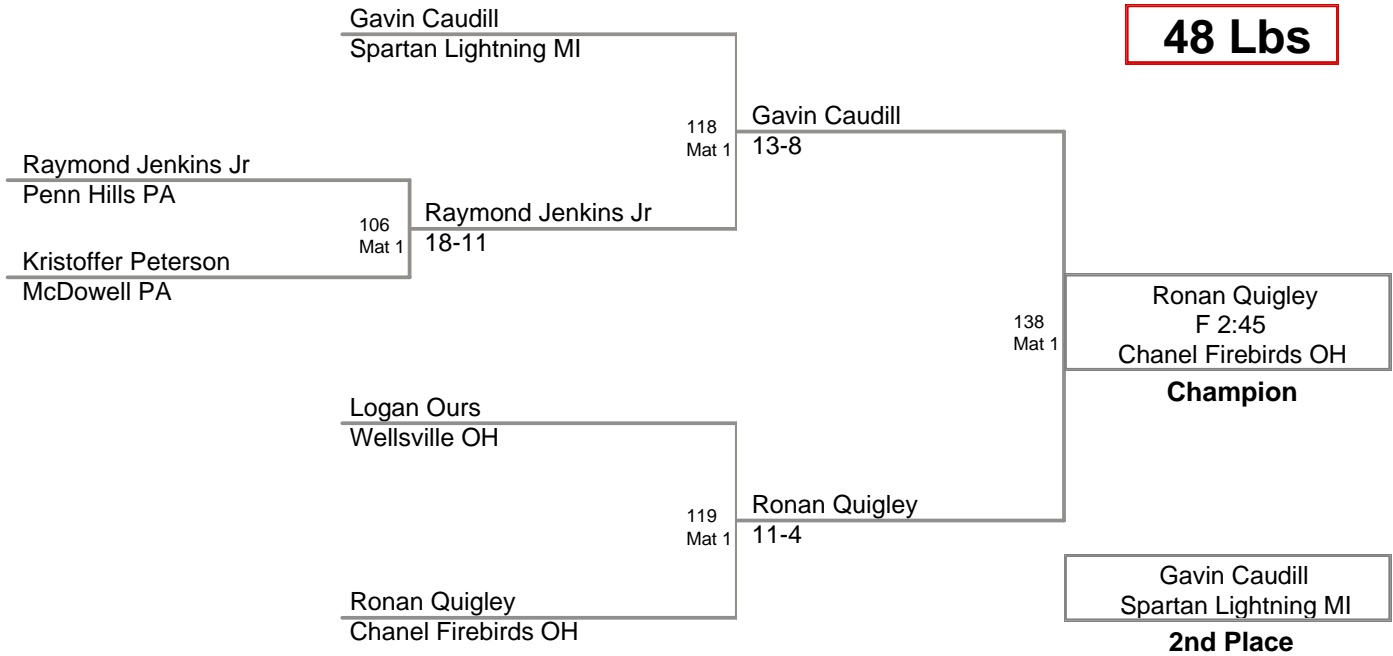 48 Lbs
Gavin Caudill
Spartan Lightning MI
118
Mat 1
Gavin Caudill
13-8
Raymond Jenkins Jr
Penn Hills PA
106
Mat 1
Raymond Jenkins Jr
18-11
Kristoffer Peterson
McDowell PA
138
Mat 1
Ronan Quigley
F 2:45
Chanel Firebirds OH
Champion
Logan Ours
Wellsville OH
119
Mat 1
Ronan Quigley
11-4
Ronan Quigley
Chanel Firebirds OH
Gavin Caudill
Spartan Lightning MI
2nd Place